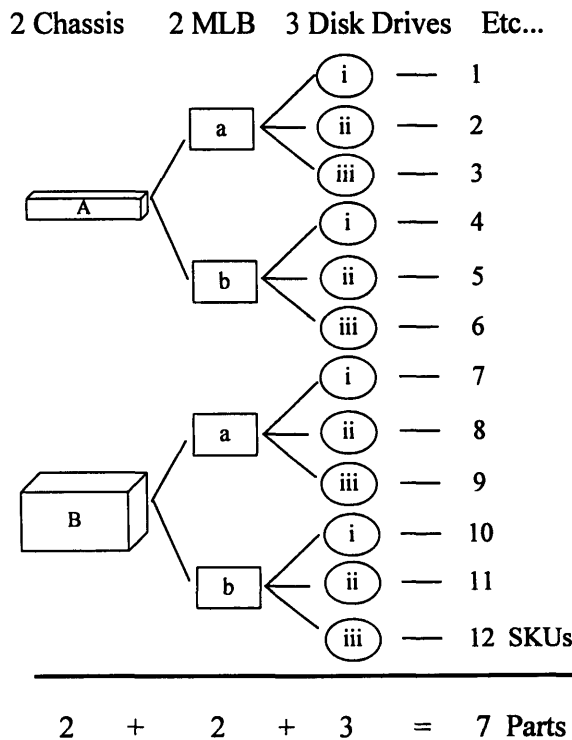 2 Chassis 2 MLB 3 Disk Drives Etc...
i — 1
a ii — 2
iii — 3
A
i — 4
b ii — 5
iii — 6
i — 7
a ii — 8
iii — 9
B
i — 10
b ii — 11
iii — 12 SKUs
2 + 2 + 3 = 7 Parts